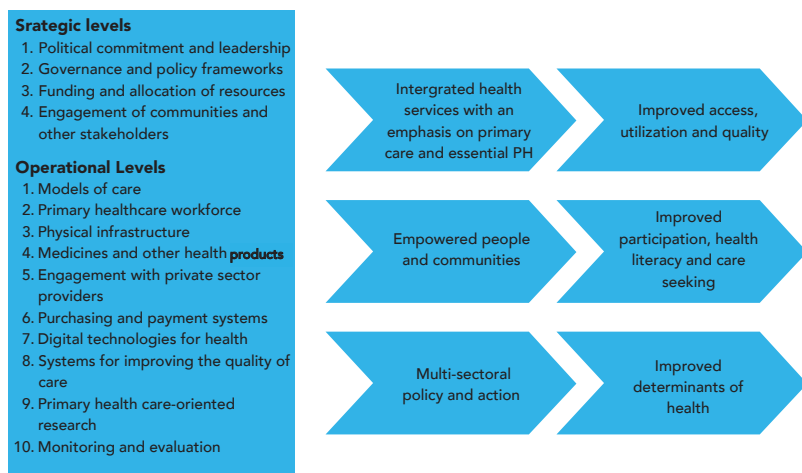 Srategic levels
1. Political commitment and leadership
2. Governance and policy frameworks
3. Funding and allocation of resources
4. Engagement of communities and
other stakeholders
Operational Levels
1. Models of care
2. Primary healthcare workforce
3. Physical infrastructure
4. Medicines and other health products
5. Engagement with private sector
providers
6. Purchasing and payment systems
7. Digital technologies for health
8. Systems for improving the quality of
care
9. Primary health care-oriented
research
10. Monitoring and evaluation
Intergrated health
services with an
emphasis on primary
care and essential PH
Improved access,
utilization and quality
Empowered people
and communities
Improved
participation, health
literacy and care
seeking
Multi-sectoral
policy and action
Improved
determinants of
health